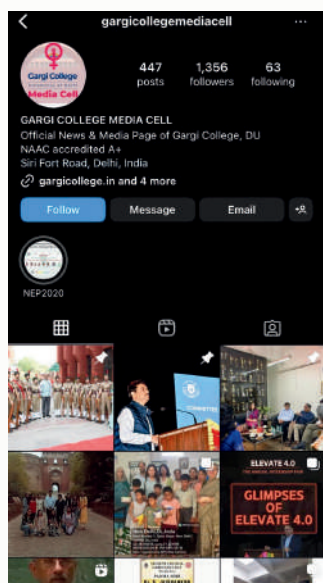 gargicollegemediacell
Gargi College
Media Cell
447
posts
1,356
followers
63
following
GARGI COLLEGE MEDIA CELL
Official News & Media Page of Gargi College, DU
NAAC accredited A+
Siri Fort Road, Delhi, India
gargicollege.in and 4 more
Follow
Message
Email
NEP2020
COMMITTEE
ELEVATE 4.0
GLIMPSES
OF
ELEVATE 4.0